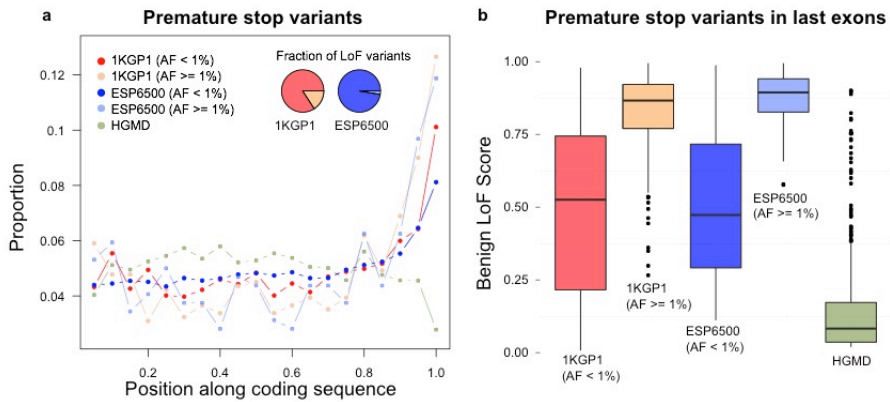 a
Premature stop variants
1KGP1 (AF < 1%)
1KGP1 (AF >= 1%)
ESP6500 (AF < 1%)
ESP6500 (AF >= 1%)
HGMD
Fraction of LoF variants
1KGP1
ESP6500
0.12
0.1
0.08
0.06
0.04
Proportion
0.2
0.4
0.6
0.8
1.0
Position along coding sequence
b
Premature stop variants in last exons
1.00
0.75
0.50
0.25
0.00
Benign LoF Score
1KGP1
(AF < 1%)
1KGP1
(AF >= 1%)
ESP6500
(AF < 1%)
ESP6500
(AF >= 1%)
HGMD